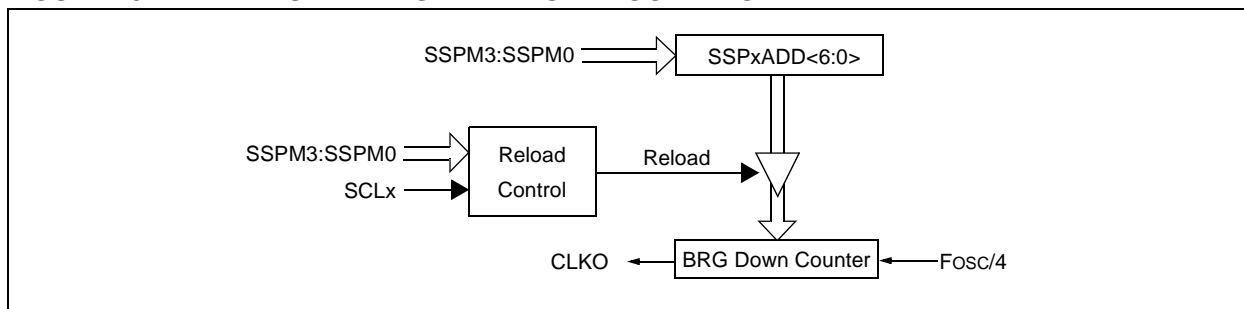 SSPM3:SSPM0
SSPxADD<6:0>
SSPM3:SSPM0
SCLx
Reload
Control
Reload
CLKO
BRG Down Counter
FOSC/4